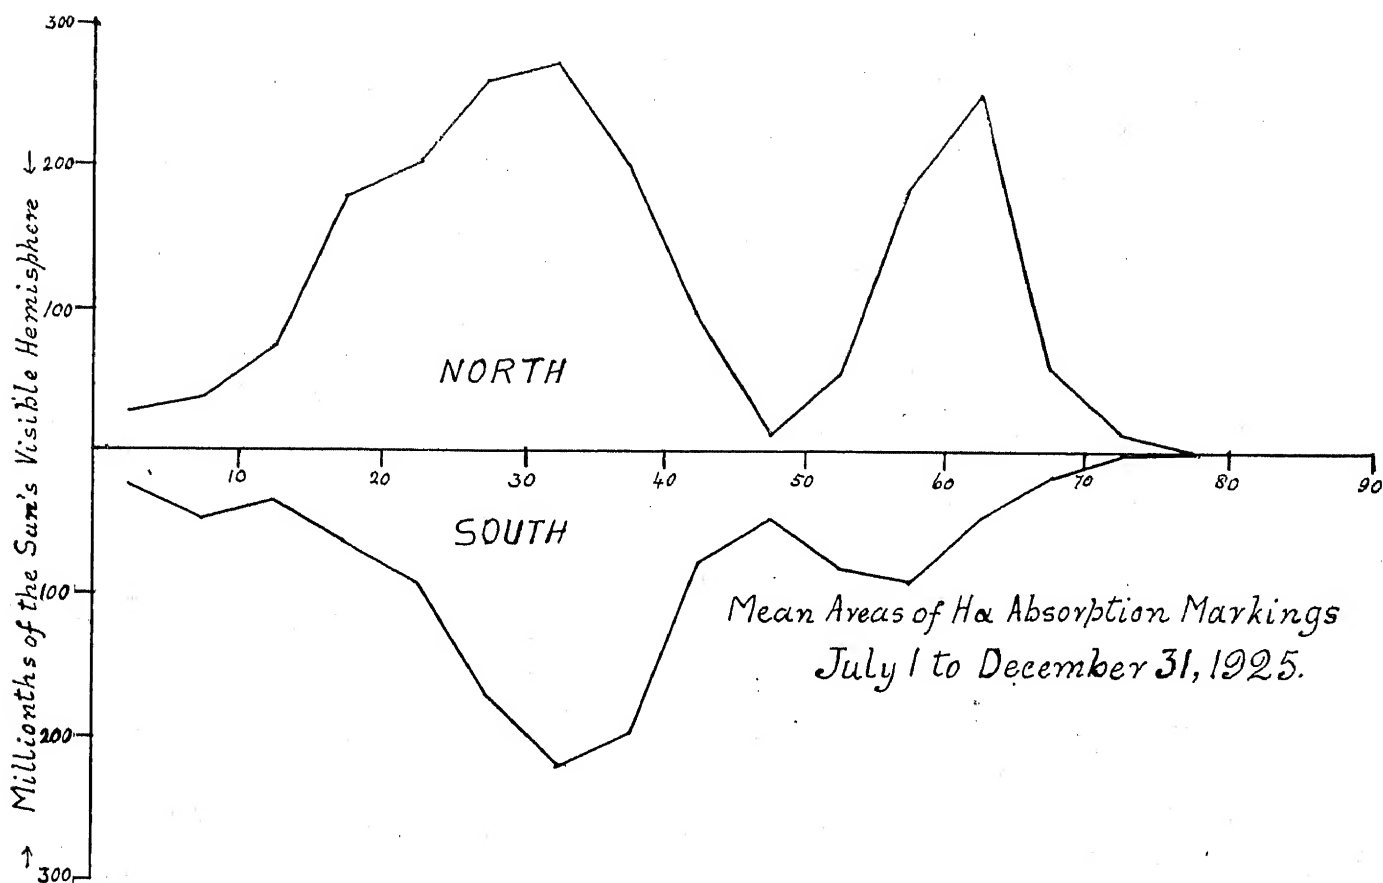 300
200
100
→ Millionths of the Sun's Visible Hemisphere ←
NORTH
10 20 30 40 50 60 70 80 90
SOUTH
100
200
300
Mean Areas of Hα Absorption Markings
July 1 to December 31, 1925.